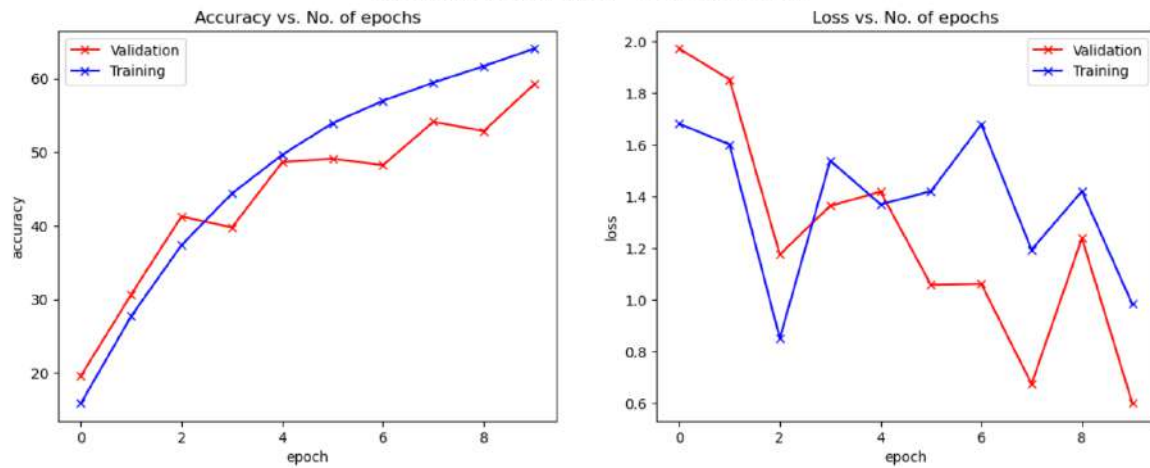 Accuracy vs. No. of epochs
Validation
Training
60
50
40
30
20
accuracy
0
2
4
6
8
epoch
Loss vs. No. of epochs
Validation
Training
2.0
1.8
1.6
1.4
1.2
1.0
0.8
0.6
loss
0
2
4
6
8
epoch